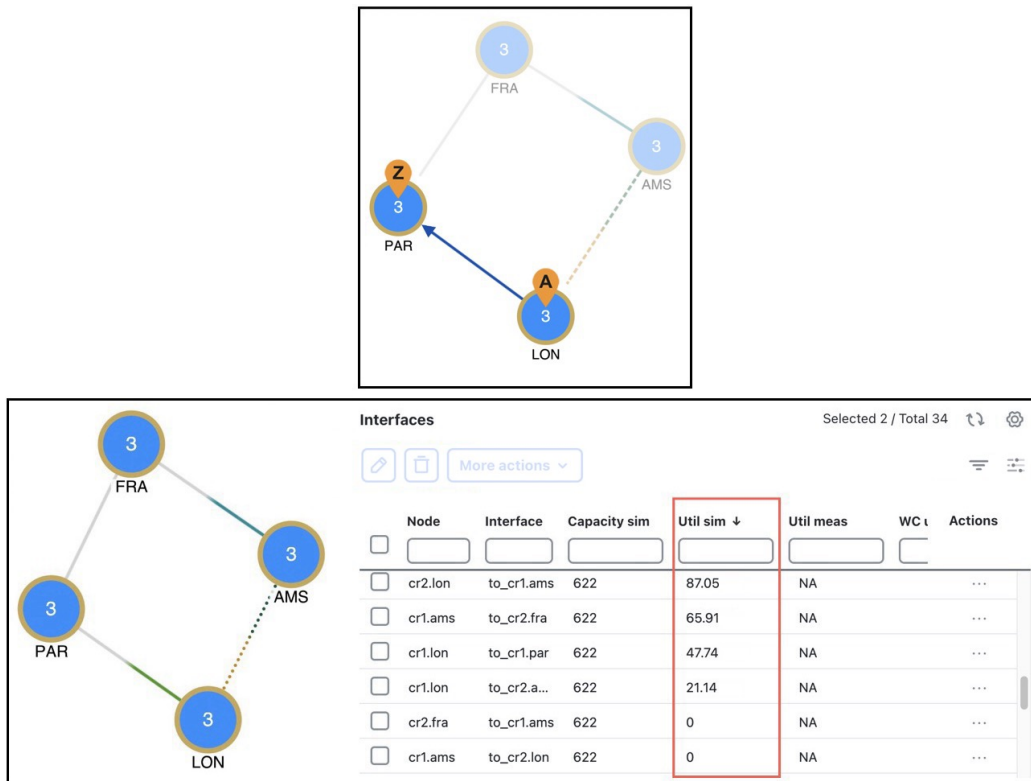 3
FRA
3
AMS
Z
3
PAR
A
3
LON
3
FRA
3
AMS
3
PAR
3
LON
Interfaces Selected 2 / Total 34
More actions
Node Interface Capacity sim Util sim ↓ Util meas WC u Actions
cr2.lon to_cr1.ams 622 87.05 NA ...
cr1.ams to_cr2.fra 622 65.91 NA ...
cr1.lon to_cr1.par 622 47.74 NA ...
cr1.lon to_cr2.a... 622 21.14 NA ...
cr2.fra to_cr1.ams 622 0 NA ...
cr1.ams to_cr2.lon 622 0 NA ...